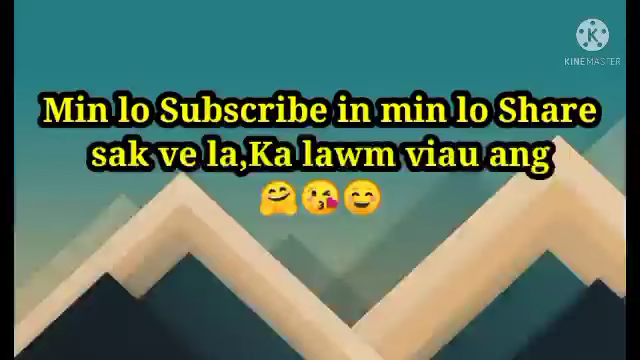 KINEMASTER
Min lo Subscribe in min lo Share
sak ve la,Ka lawm viau ang
🤗😘☺️